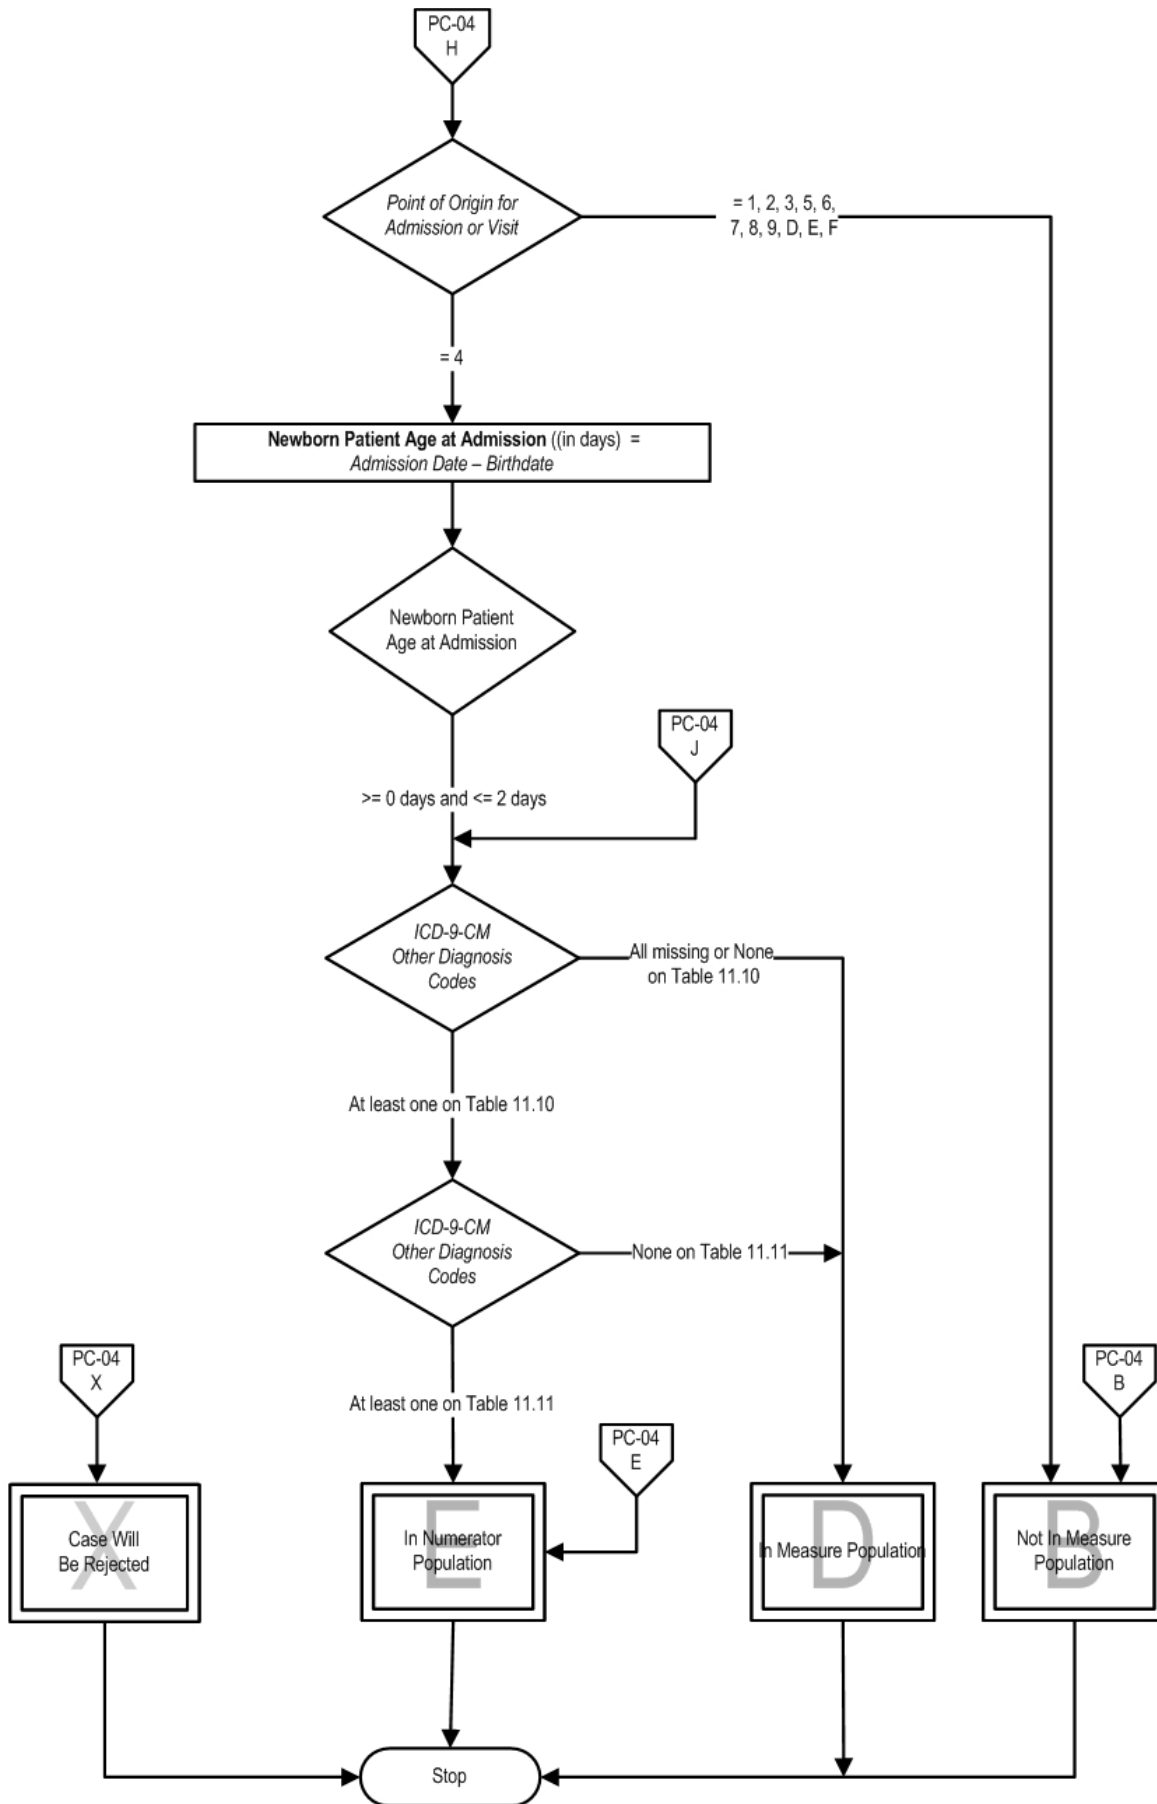 PC-04
H
Point of Origin for
Admission or Visit
= 1, 2, 3, 5, 6,
7, 8, 9, D, E, F
= 4
Newborn Patient Age at Admission ((in days) =
Admission Date – Birthdate
Newborn Patient
Age at Admission
PC-04
J
>= 0 days and <= 2 days
ICD-9-CM
Other Diagnosis
Codes
All missing or None
on Table 11.10
At least one on Table 11.10
ICD-9-CM
Other Diagnosis
Codes
None on Table 11.11
At least one on Table 11.11
PC-04
X
PC-04
E
PC-04
B
X
Case Will
Be Rejected
E
In Numerator
Population
D
In Measure Population
B
Not In Measure
Population
Stop